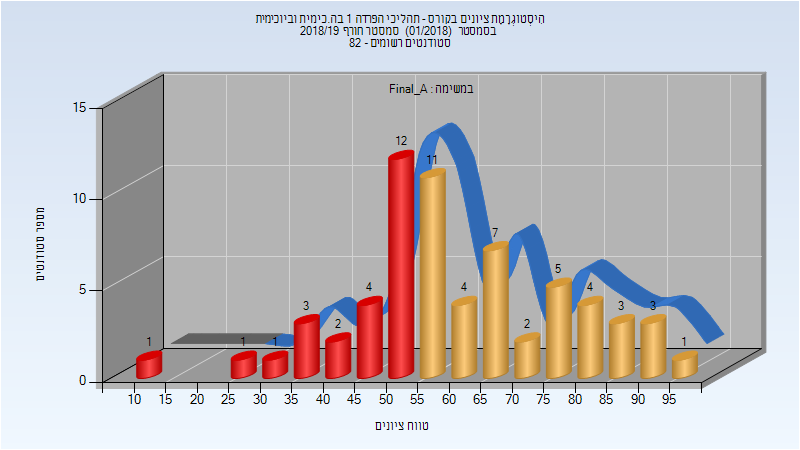 היסטוגרמת ציונים בקורס - תהליכי הפרדה 1 בה.כימית וביוכימית
בסמסטר (01/2018) סמסטר חורף 2018/19
סטודנטים רשומים - 82
במשימה : Final_A
מספר סטודנטים
15
10
5
0
1 1 1 3 2 4 12 11 4 7 2 5 4 3 3 1
10 15 20 25 30 35 40 45 50 55 60 65 70 75 80 85 90 95
טווח ציונים